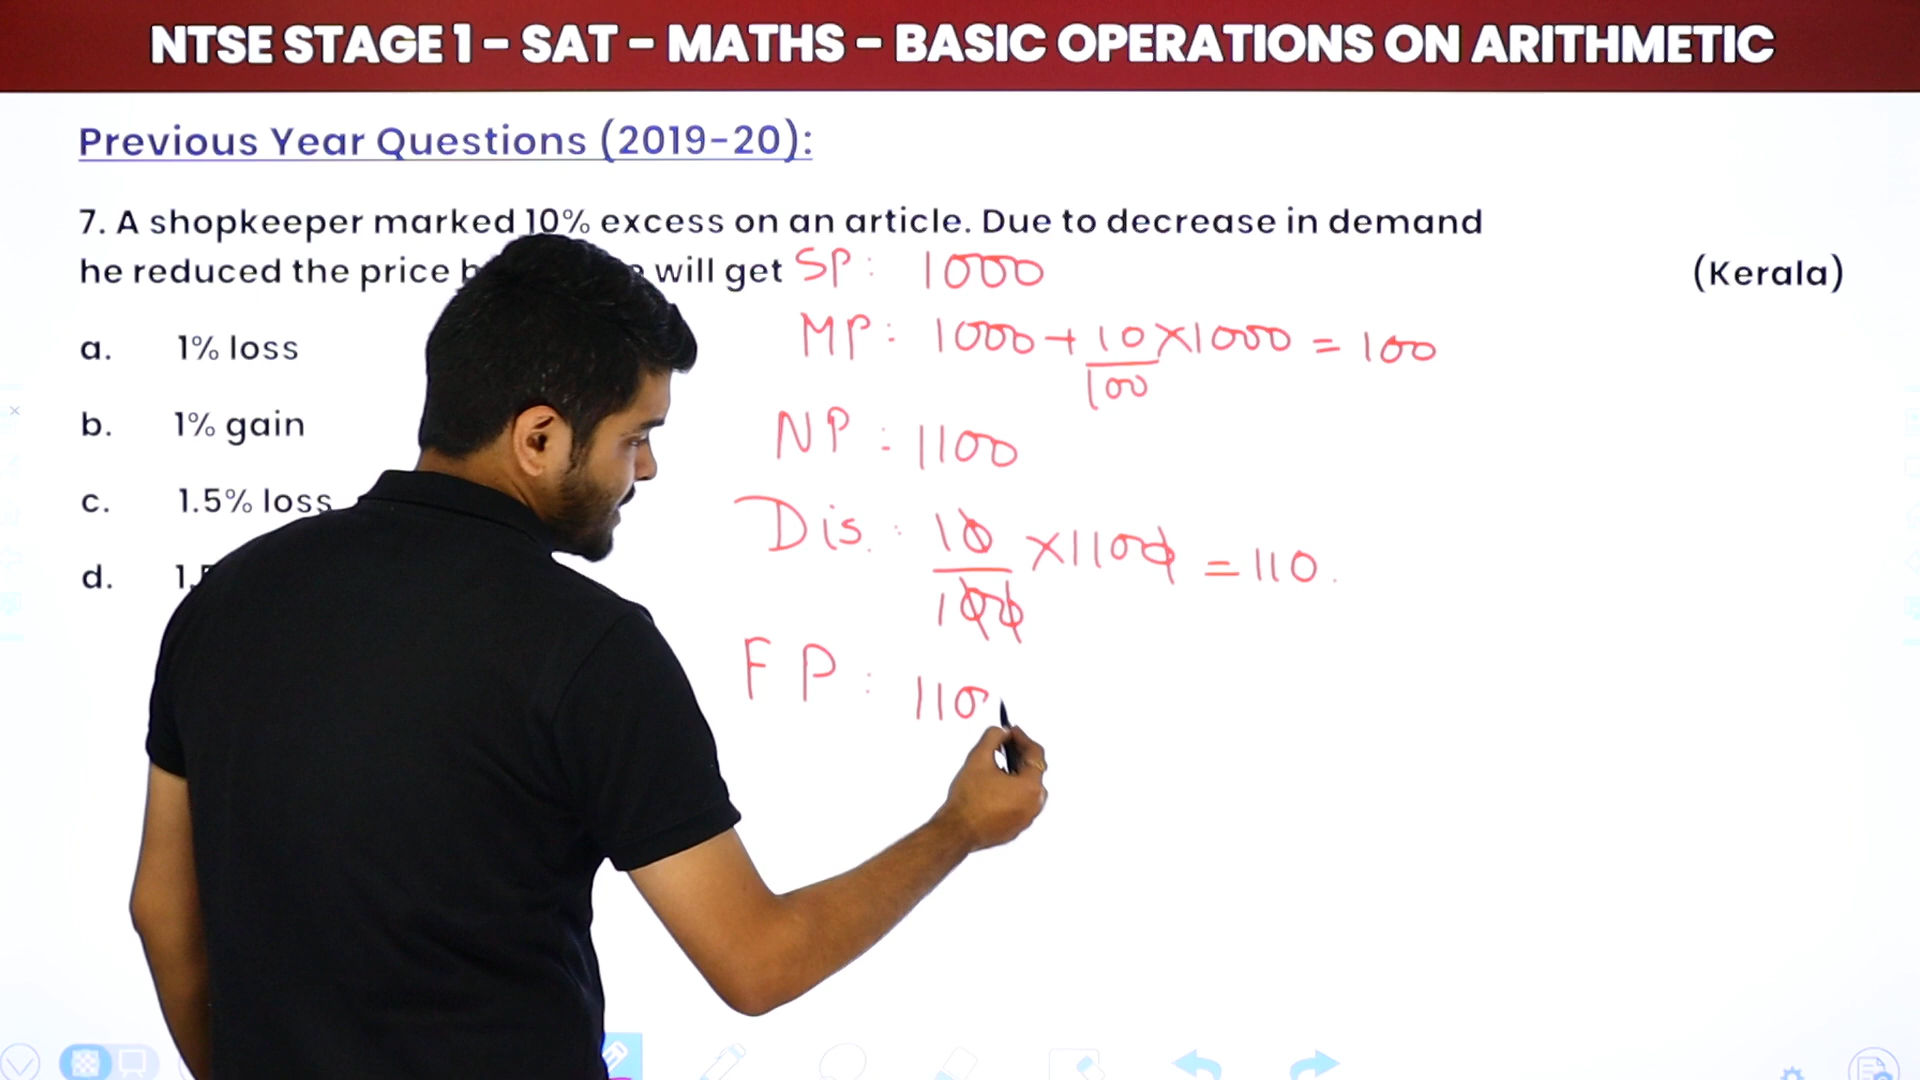 NTSE STAGE 1 – SAT – MATHS – BASIC OPERATIONS ON ARITHMETIC
Previous Year Questions (2019-20):
7. A shopkeeper marked 10% excess on an article. Due to decrease in demand
he reduced the price will get
(Kerala)
a. 1% loss
b. 1% gain
c. 1.5% loss
d.
SP: 1000
MP: 1000 + 10/100 × 1000 = 100
NP: 1100
Dis: 10/100 × 1100 = 110.
FP: 110